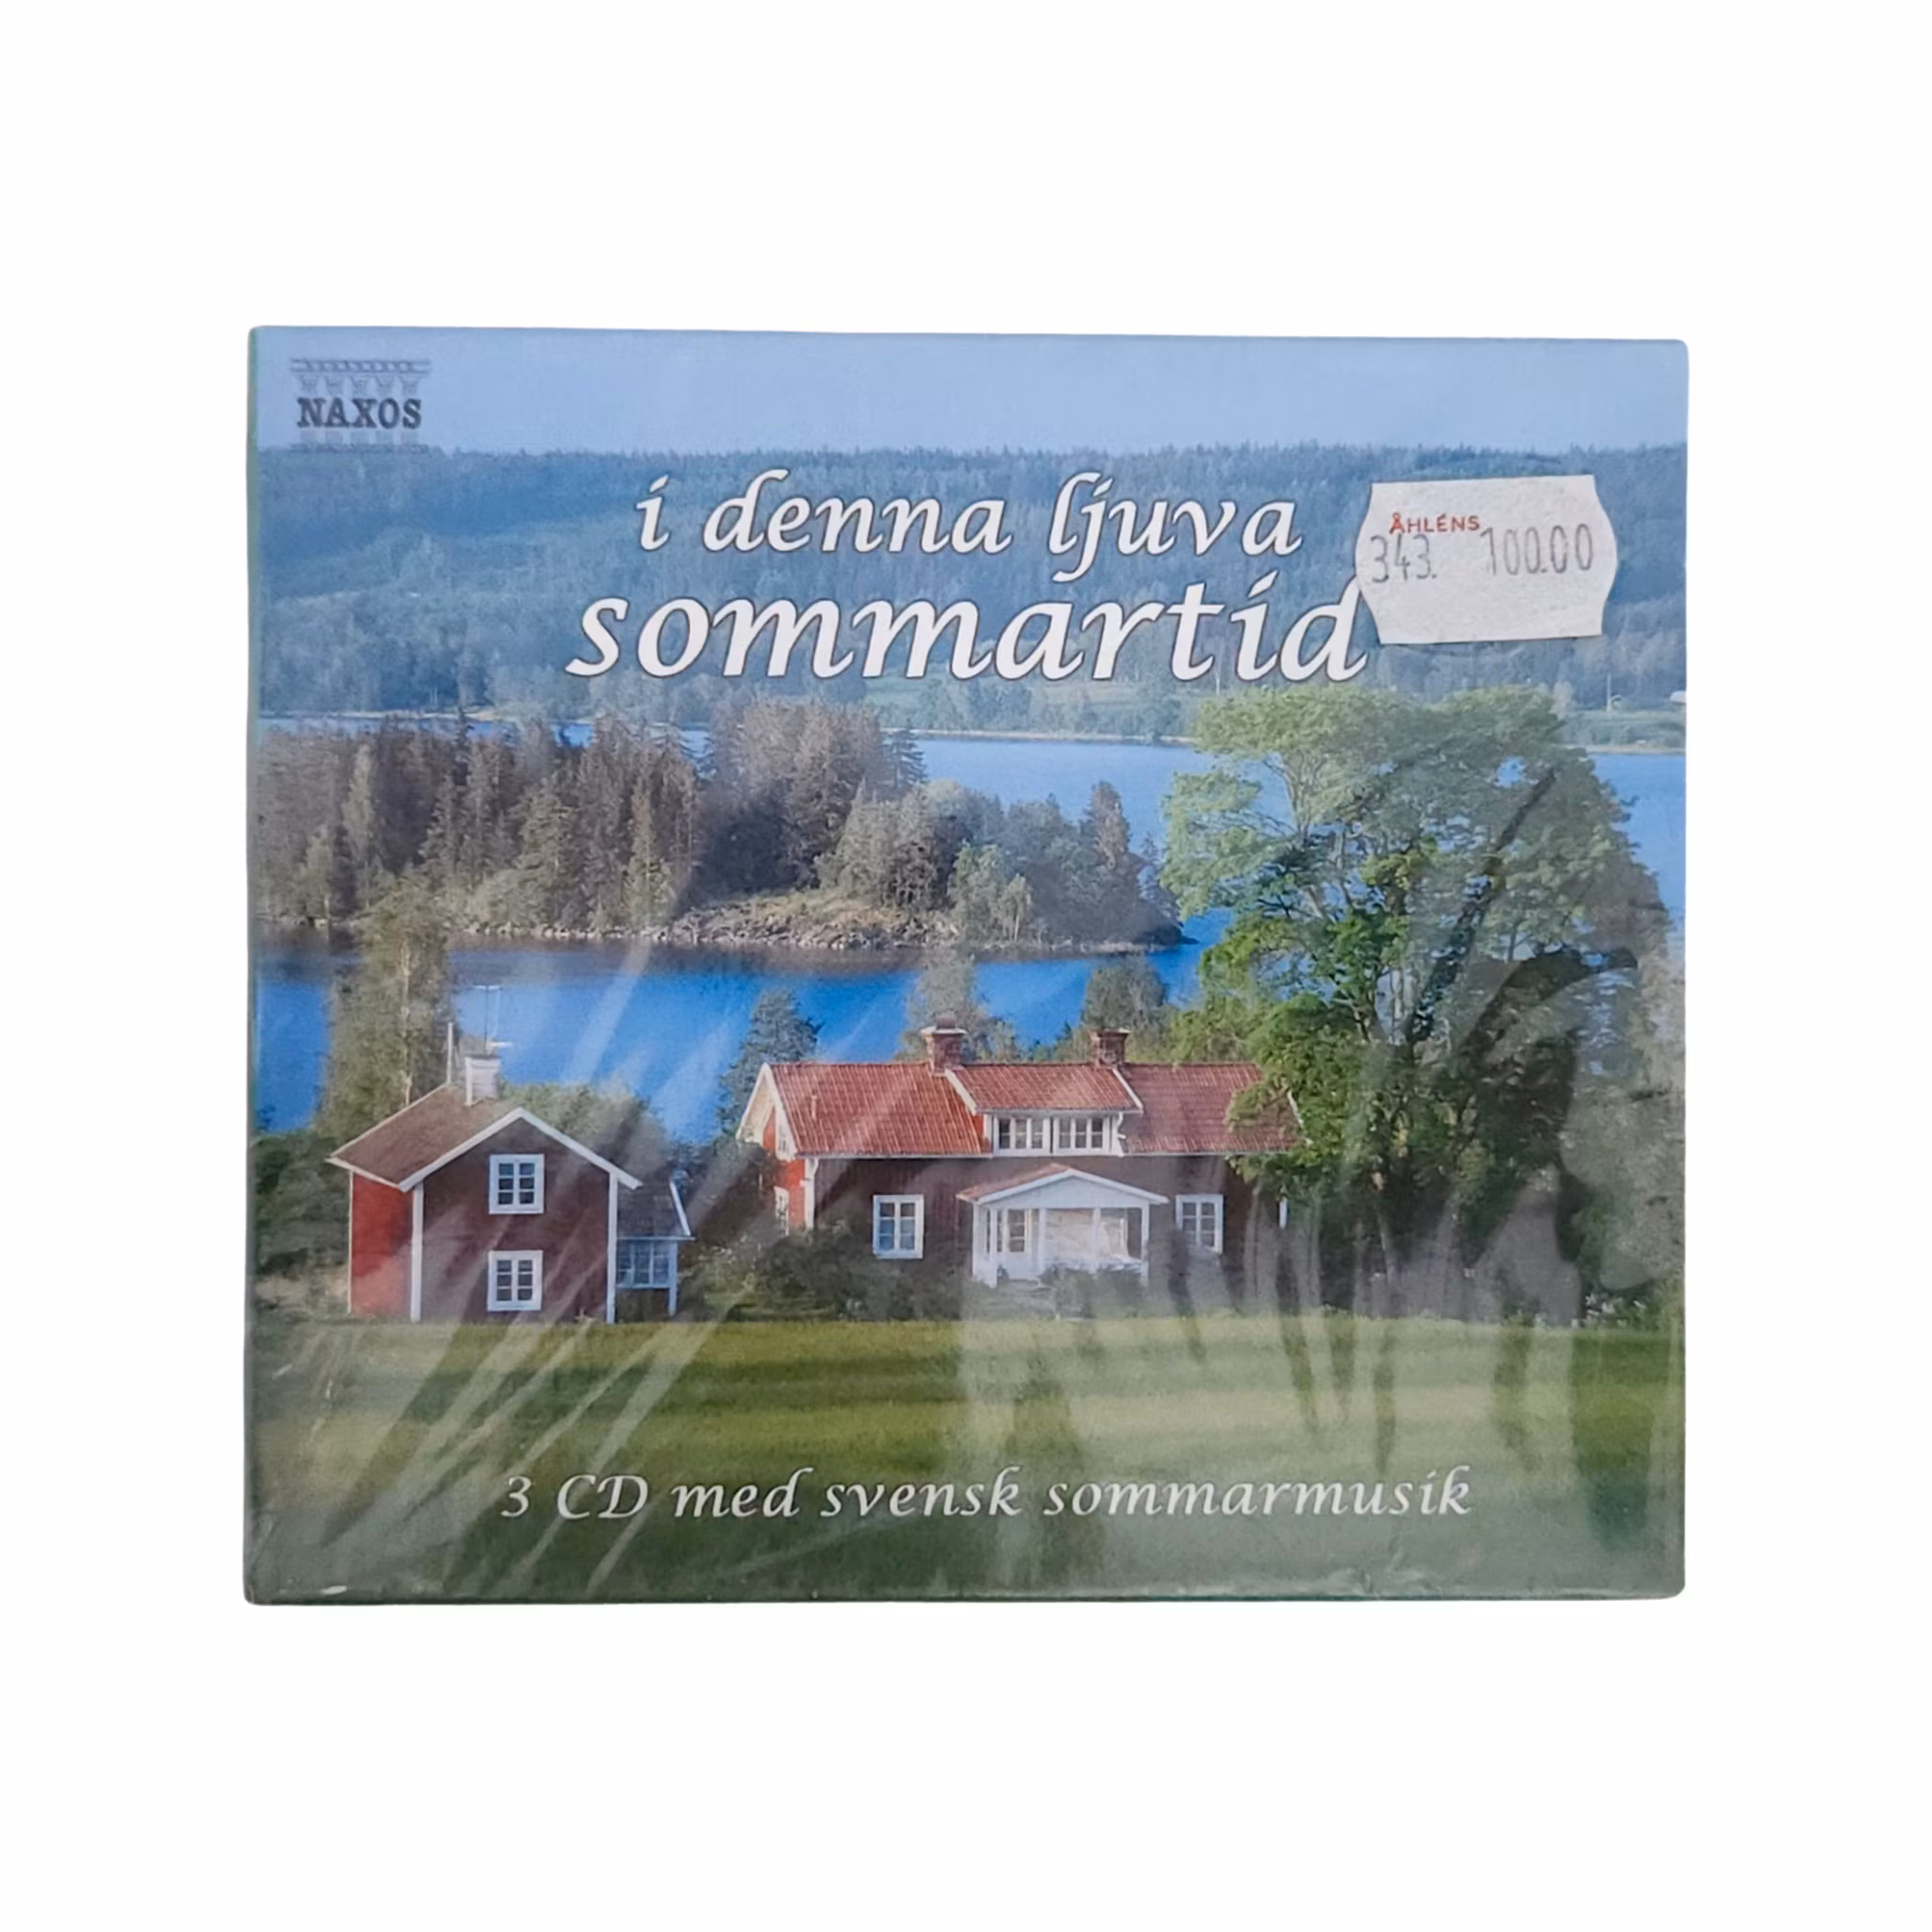 NAXOS
i denna ljuva
sommartid
ÅHLÉNS
343. 100.00
3 CD med svensk sommarmusik